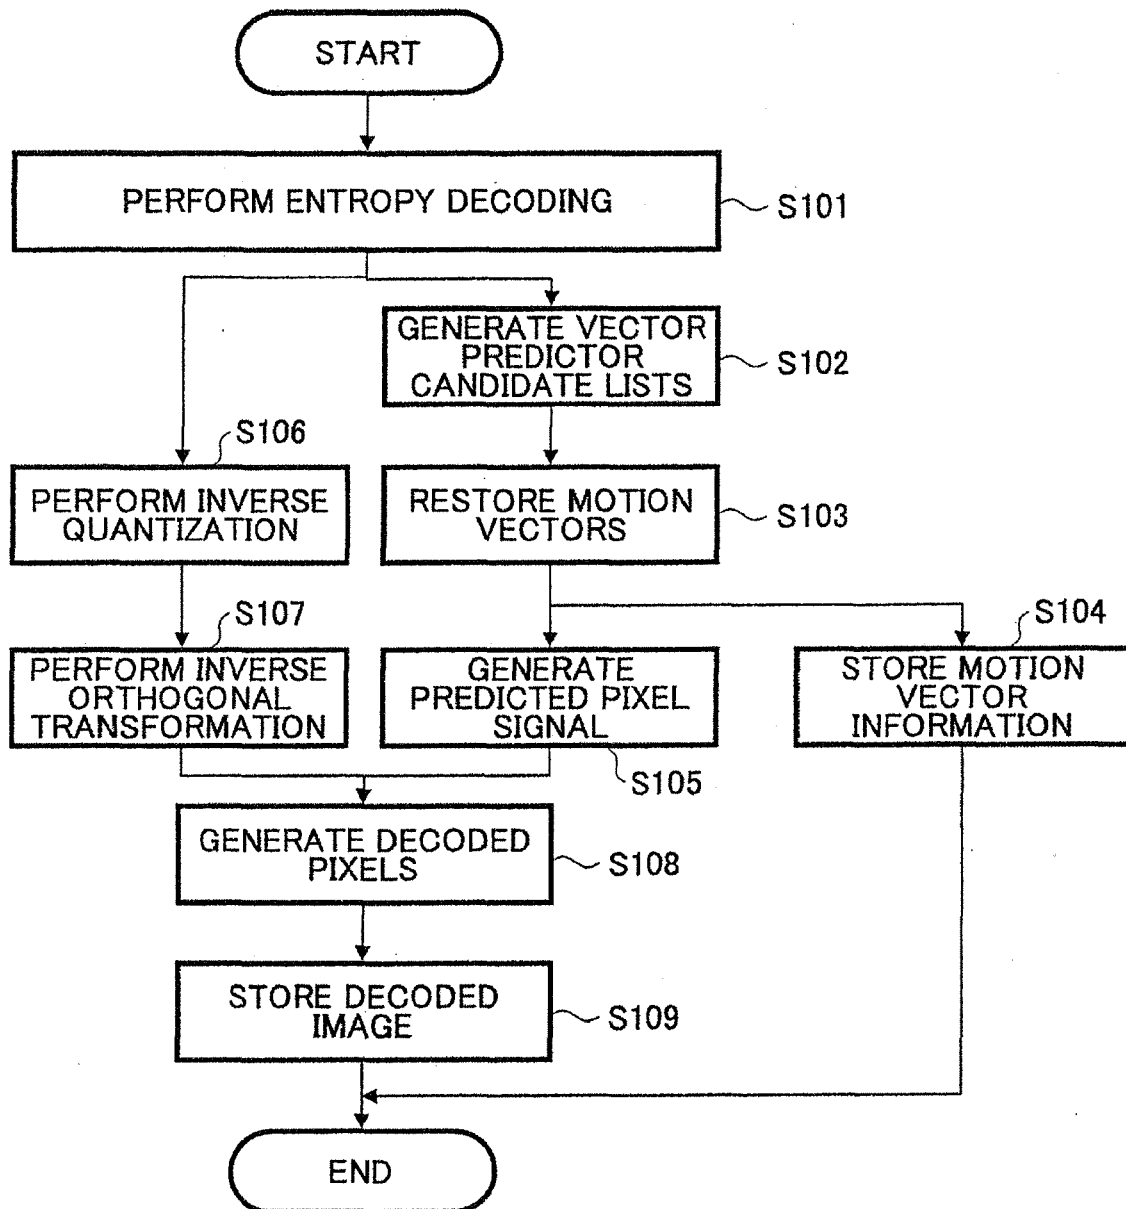 START
PERFORM ENTROPY DECODING
S101
GENERATE VECTOR
PREDICTOR
CANDIDATE LISTS
S102
S106
PERFORM INVERSE
QUANTIZATION
RESTORE MOTION
VECTORS
S103
S107
PERFORM INVERSE
ORTHOGONAL
TRANSFORMATION
GENERATE
PREDICTED PIXEL
SIGNAL
S105
S104
STORE MOTION
VECTOR
INFORMATION
GENERATE DECODED
PIXELS
S108
STORE DECODED
IMAGE
S109
END